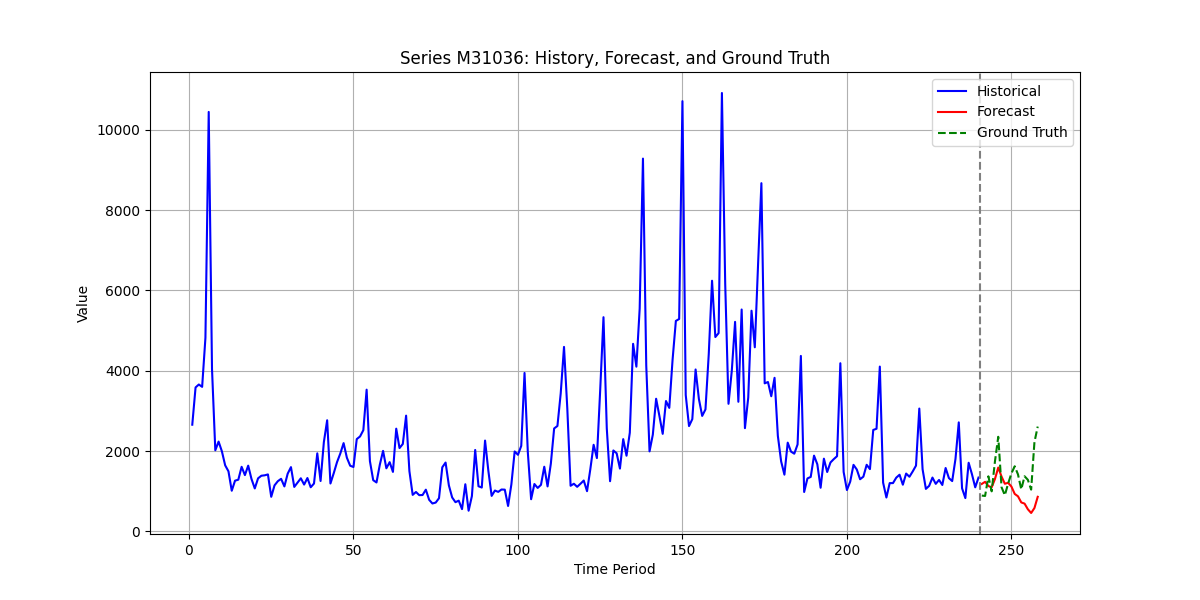 Series M31036: History, Forecast, and Ground Truth
Historical
Forecast
Ground Truth
10000
8000
6000
4000
2000
0
Value
0 50 100 150 200 250
Time Period